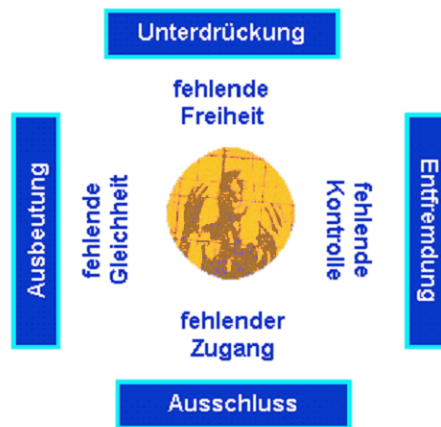 Unterdrückung
fehlende
Freiheit
Ausbeutung
fehlende
Gleichheit
fehlende
Kontrolle
Entfremdung
fehlender
Zugang
Ausschluss